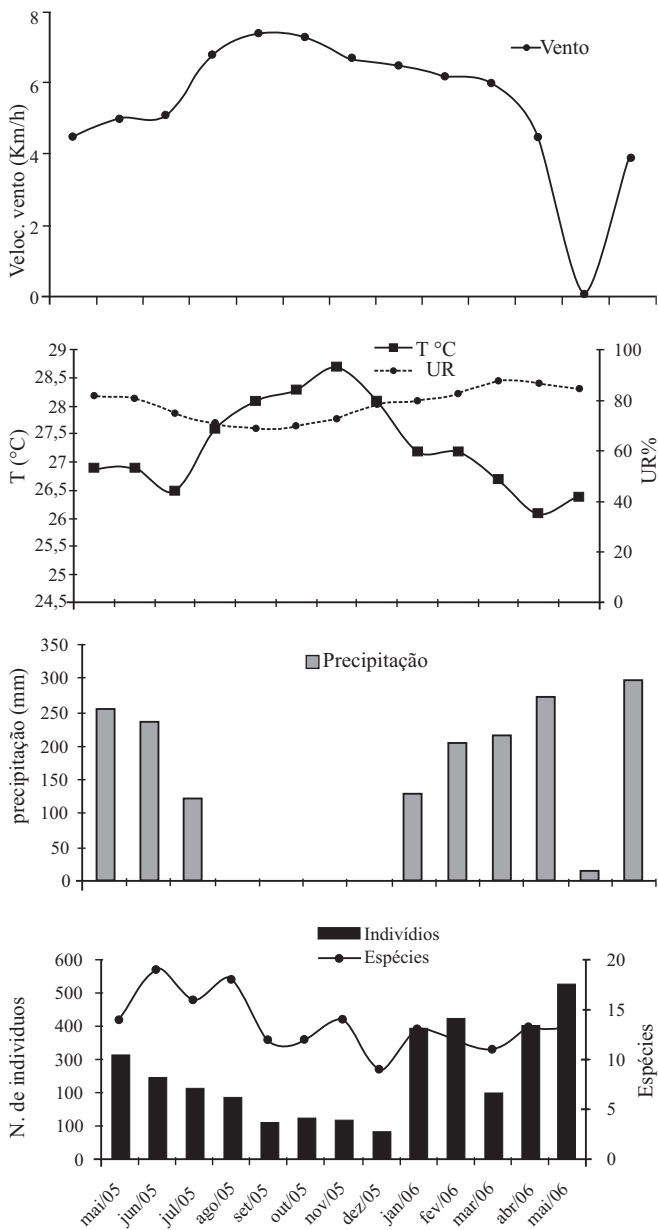 8
6
4
2
0
Veloc. vento (Km/h)
Vento
29
28,5
28
27,5
27
26,5
26
25,5
25
24,5
T (°C)
T °C
UR
100
80
60
40
20
0
UR%
350
300
250
200
150
100
50
0
precipitação (mm)
Precipitação
600
500
400
300
100
100
0
N. de individuos
Indivídios
Espécies
20
15
10
5
0
Espécies
mai/05
jun/05
jul/05
ago/05
set/05
out/05
nov/05
dez/05
jan/06
fev/06
mar/06
abr/06
mai/06